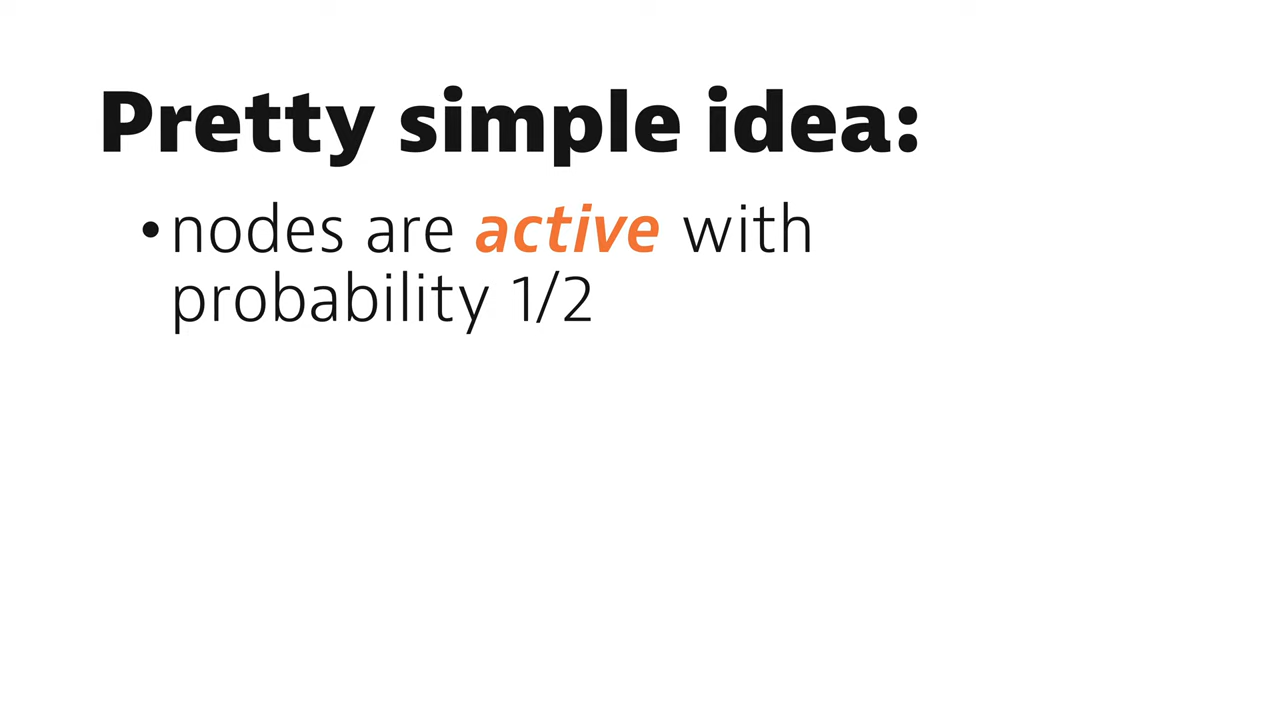 Pretty simple idea:
•nodes are active with
probability 1/2